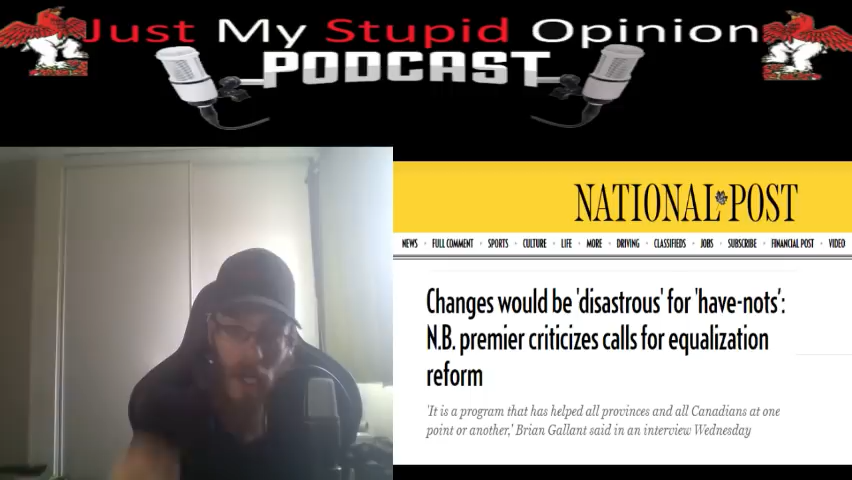 Just My Stupid Opinion
PODCAST
NATIONAL POST
NEWS • FULL COMMENT • SPORTS • CULTURE • LIFE • MORE • DRIVING • CLASSIFIEDS • JOBS • SUBSCRIBE • FINANCIAL POST • VIDEO
Changes would be 'disastrous' for 'have-nots':
N.B. premier criticizes calls for equalization
reform
'It is a program that has helped all provinces and all Canadians at one
point or another,' Brian Gallant said in an interview Wednesday